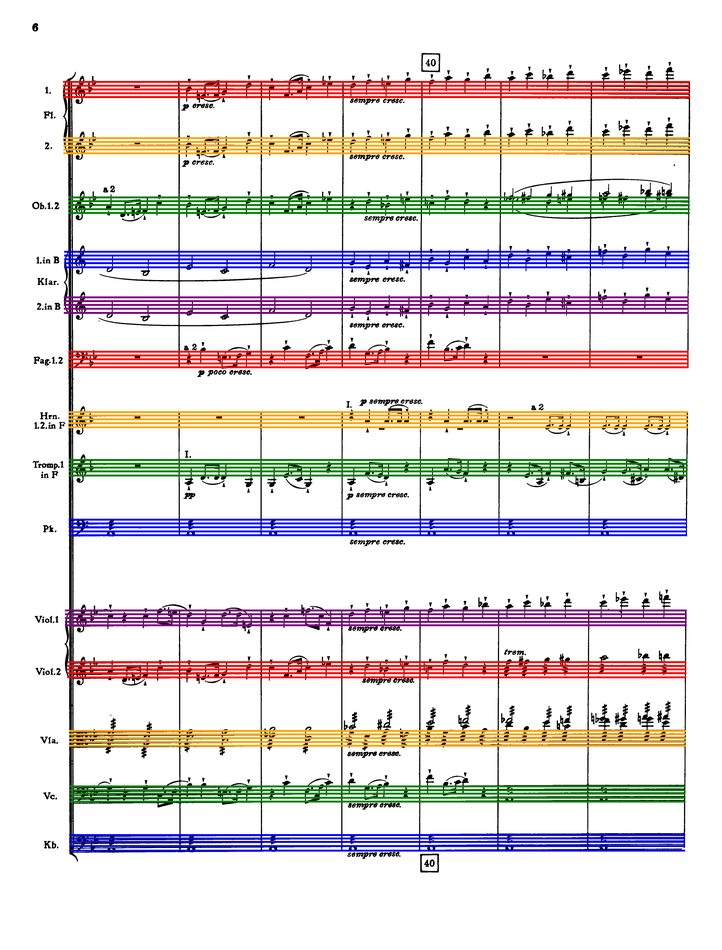 6
40
1.
Fl.
p cresc.
sempre cresc.
2.
p cresc.
sempre cresc.
a 2
Ob.1.2
sempre cresc.
1.in B
sempre cresc.
Klar.
2.in B
sempre cresc.
a 2
Fag.1.2
p poco cresc.
I.
p sempre cresc.
a 2
Hrn.
1.2.in F
Tromp.1
in F
I.
pp
p sempre cresc.
Pk.
sempre cresc.
Viol.1
sempre cresc.
trem.
Viol.2
sempre cresc.
Vla.
sempre cresc.
Vc.
sempre cresc.
Kb.
sempre cresc.
40